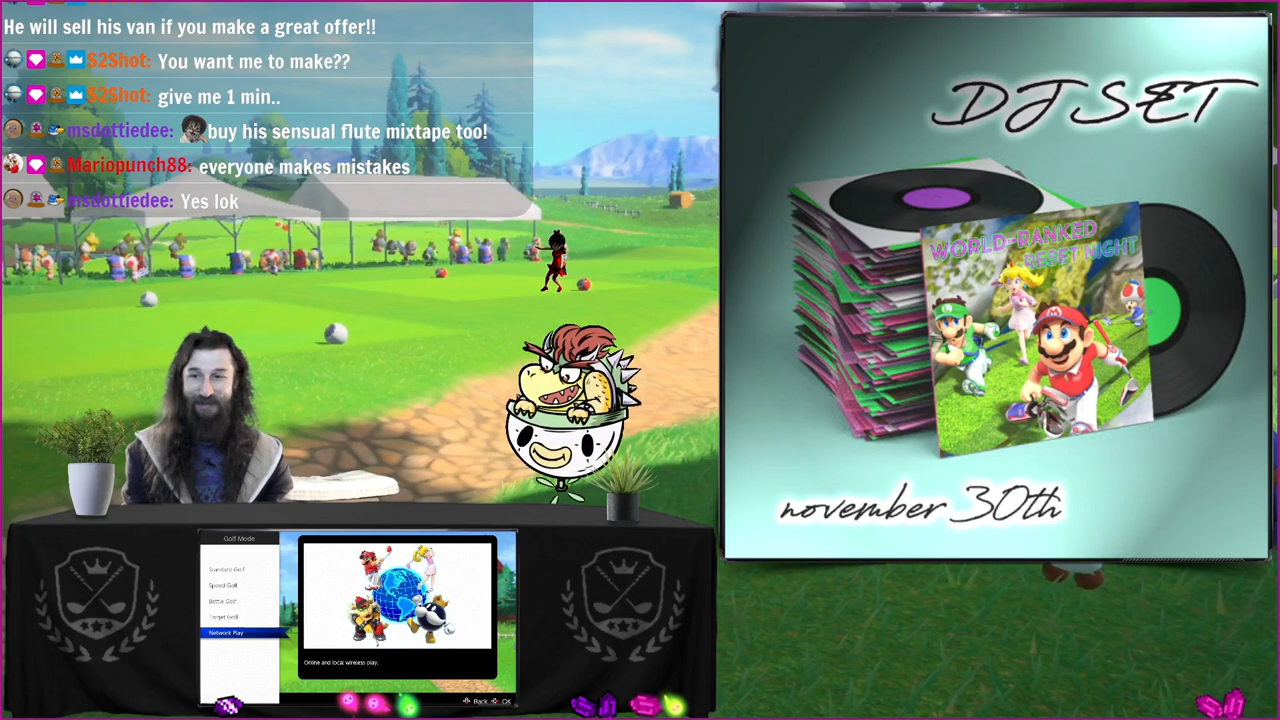 He will sell his van if you make a great offer!!
S2Shot: You want me to make??
S2Shot: give me 1 min..
msdottiedee: buy his sensual flute mixtape too!
Mariopunch88: everyone makes mistakes
msdottiedee: Yes lok
DJ SET
WORLD-RANKED
RESET NIGHT
november 30th
Golf Mode
Standard Golf
Speed Golf
Battle Golf
Target Golf
Network Play
Online and local wireless play.
Back OK